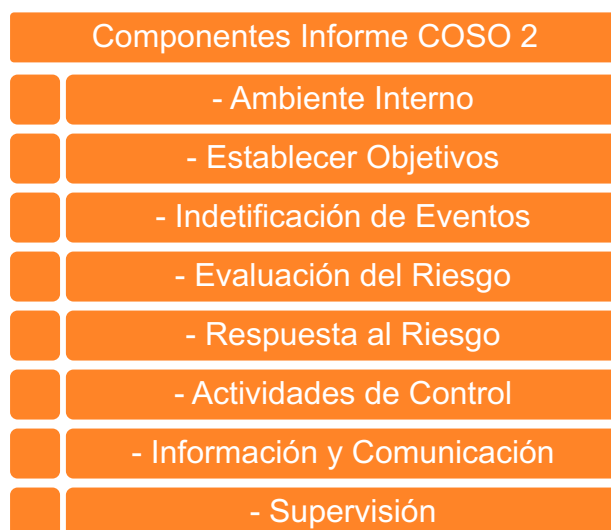 Componentes Informe COSO 2
- Ambiente Interno
- Establecer Objetivos
- Indetificación de Eventos
- Evaluación del Riesgo
- Respuesta al Riesgo
- Actividades de Control
- Información y Comunicación
- Supervisión